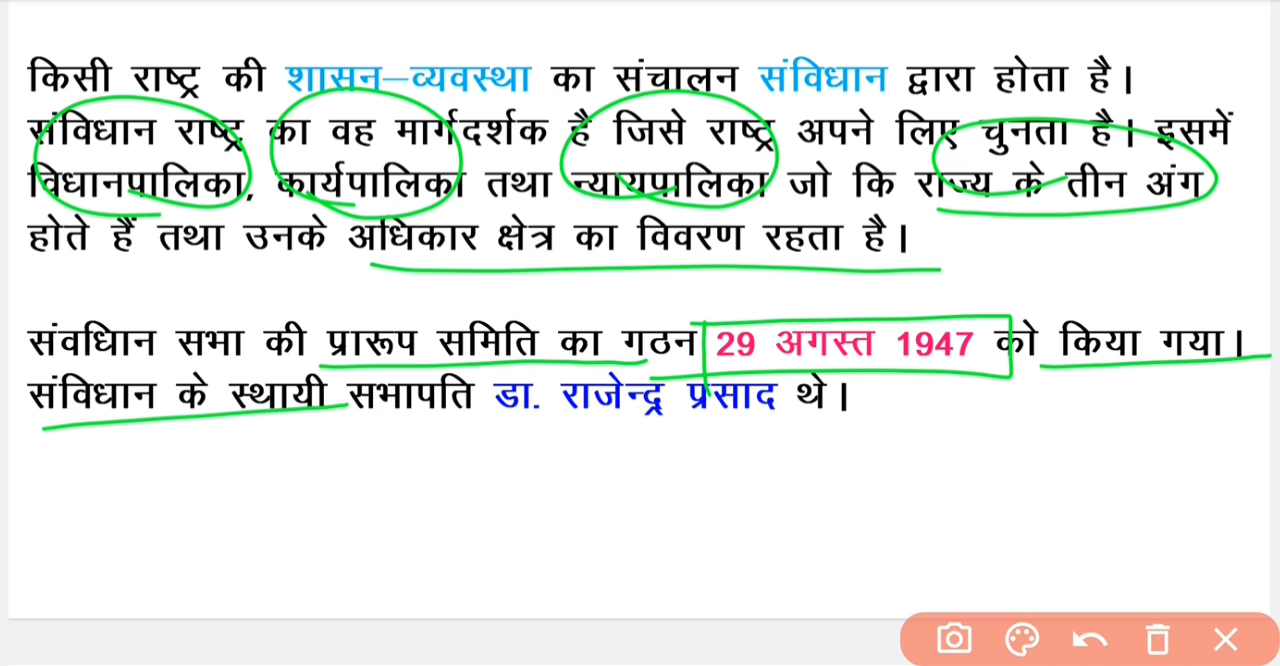 किसी राष्ट्र की शासन–व्यवस्था का संचालन संविधान द्वारा होता है।
संविधान राष्ट्र का वह मार्गदर्शक है जिसे राष्ट्र अपने लिए चुनता है। इसमें
विधानपालिका, कार्यपालिका तथा न्यायपालिका जो कि राज्य के तीन अंग
होते हैं तथा उनके अधिकार क्षेत्र का विवरण रहता है।
संवधिान सभा की प्रारूप समिति का गठन 29 अगस्त 1947 को किया गया।
संविधान के स्थायी सभापति डा. राजेन्द्र प्रसाद थे।